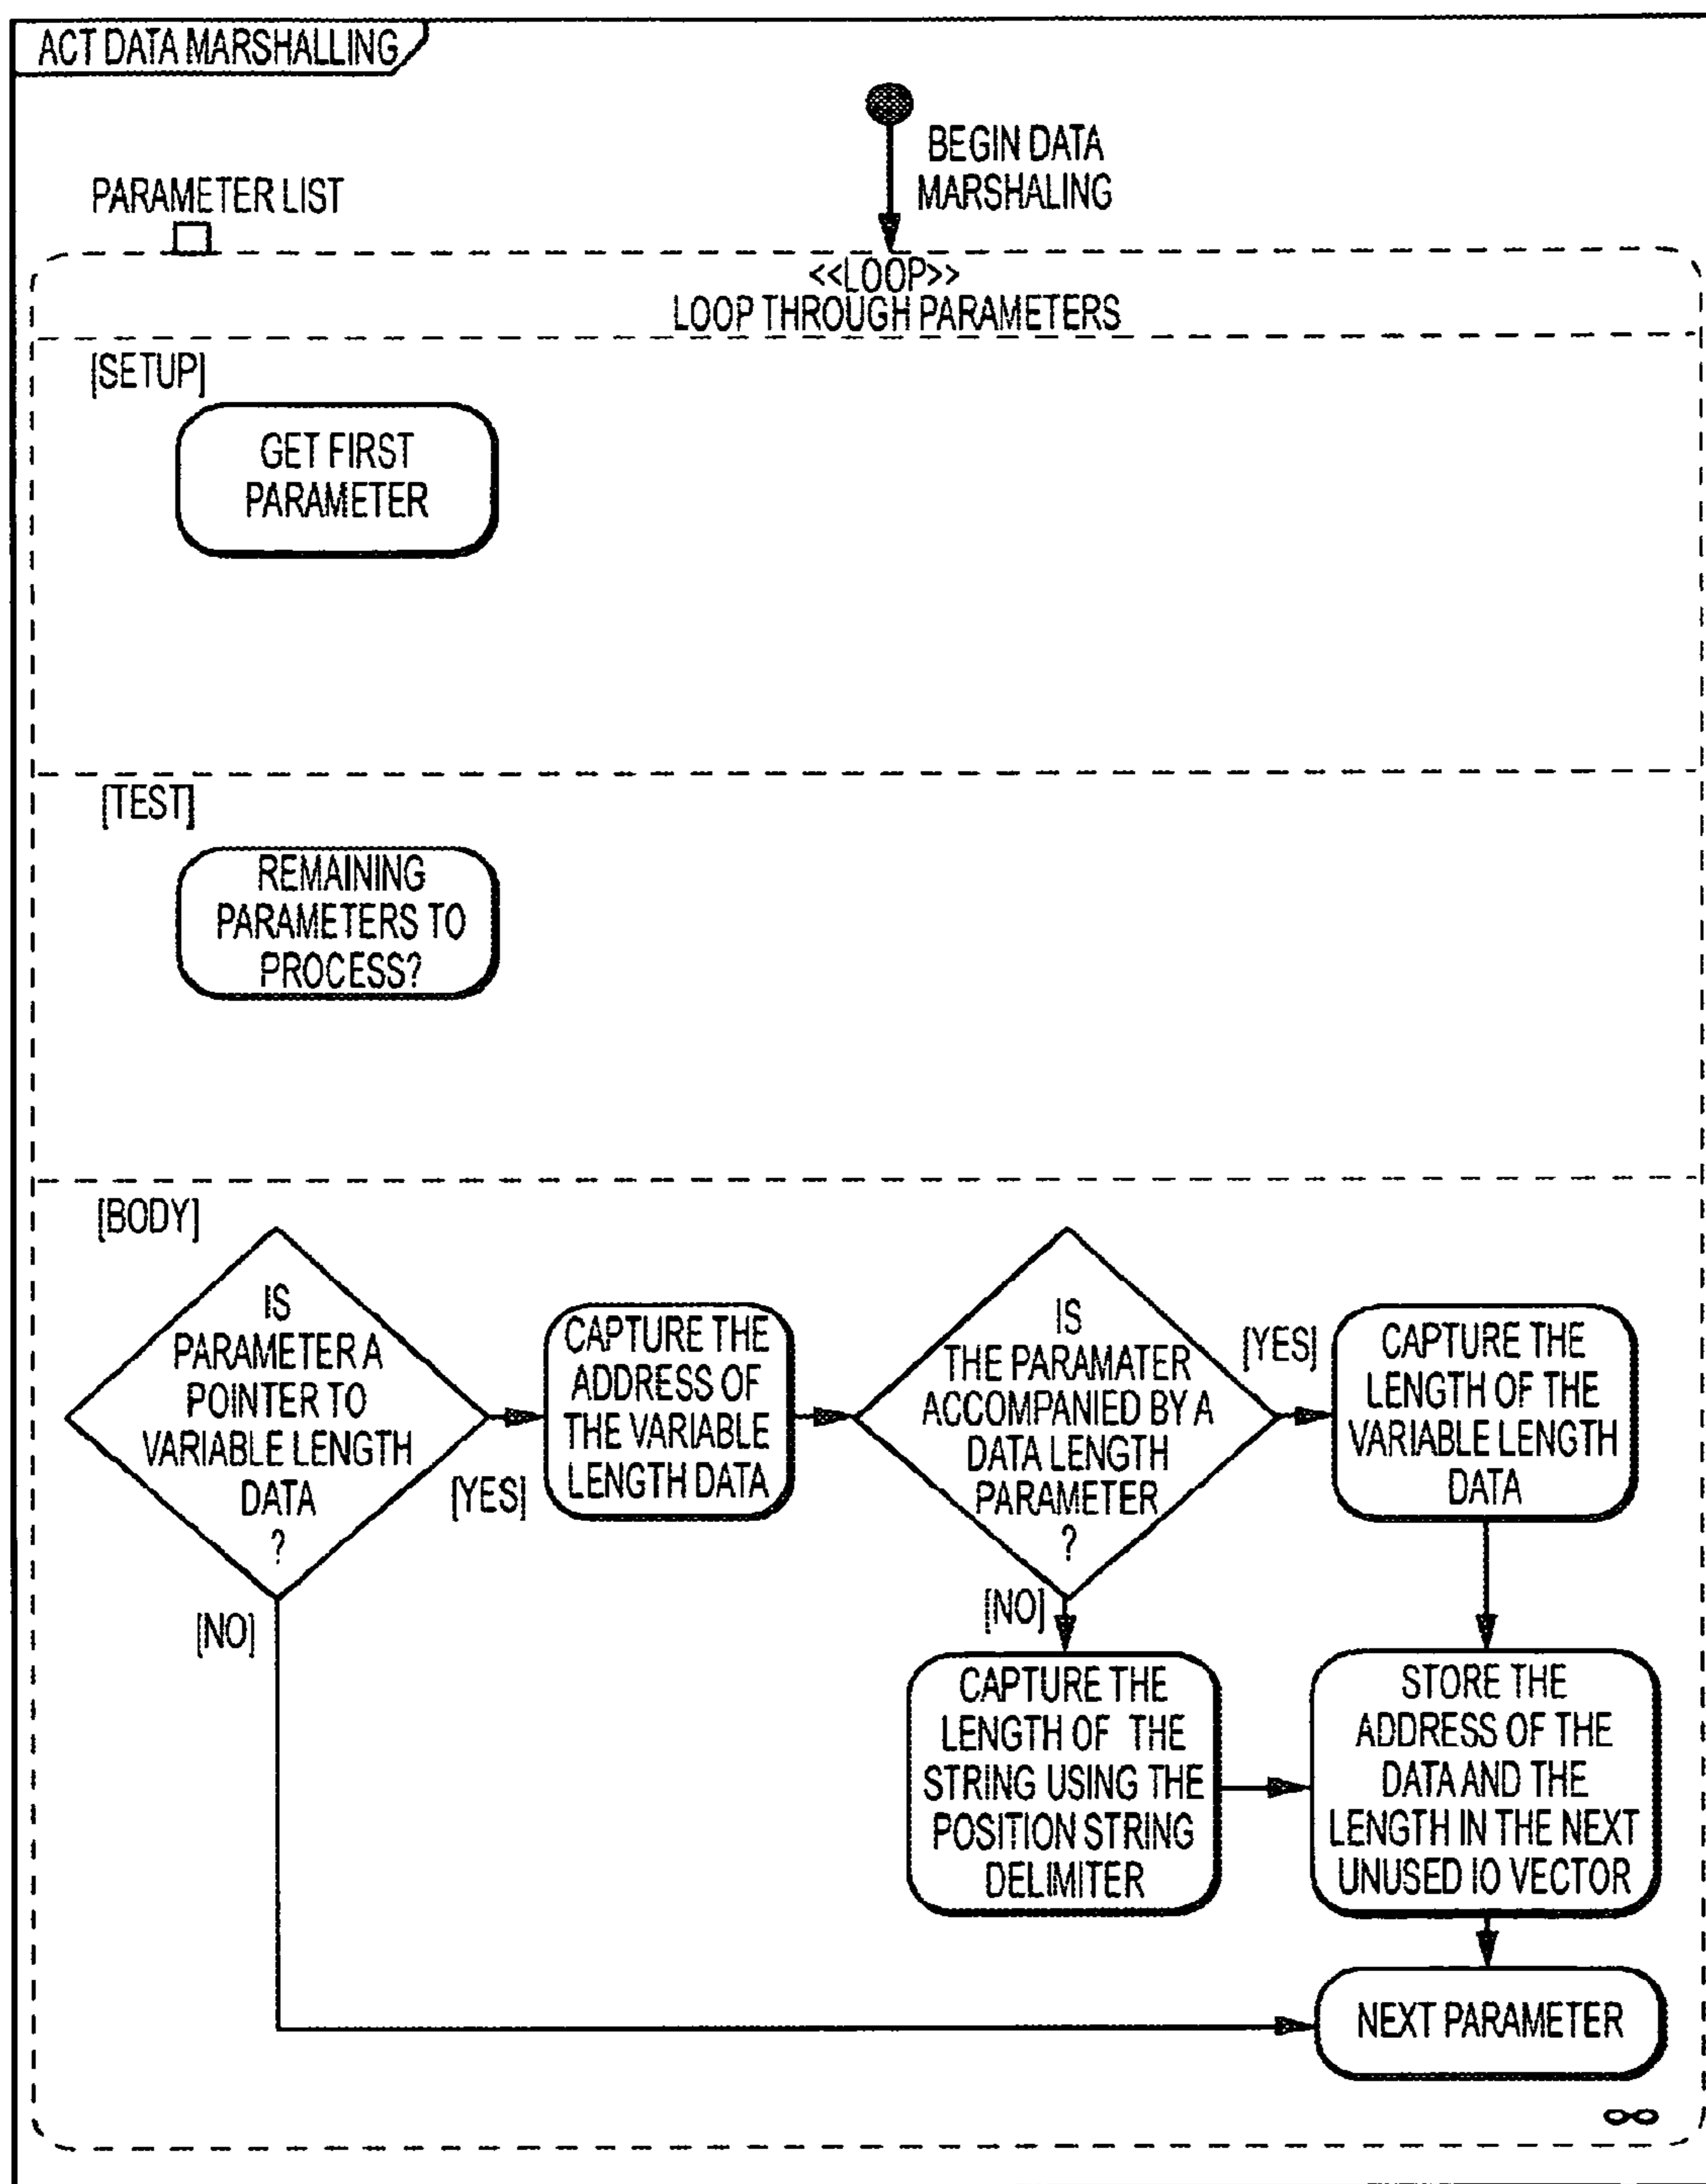 ACT DATA MARSHALLING
BEGIN DATA
MARSHALING
PARAMETER LIST
<<LOOP>>
LOOP THROUGH PARAMETERS
[SETUP]
GET FIRST
PARAMETER
[TEST]
REMAINING
PARAMETERS TO
PROCESS?
[BODY]
IS
PARAMETER A
POINTER TO
VARIABLE LENGTH
DATA
?
[YES]
[NO]
CAPTURE THE
ADDRESS OF
THE VARIABLE
LENGTH DATA
IS
THE PARAMATER
ACCOMPANIED BY A
DATA LENGTH
PARAMETER
?
[YES]
[NO]
CAPTURE THE
LENGTH OF THE
VARIABLE LENGTH
DATA
CAPTURE THE
LENGTH OF THE
STRING USING THE
POSITION STRING
DELIMITER
STORE THE
ADDRESS OF THE
DATA AND THE
LENGTH IN THE NEXT
UNUSED IO VECTOR
NEXT PARAMETER